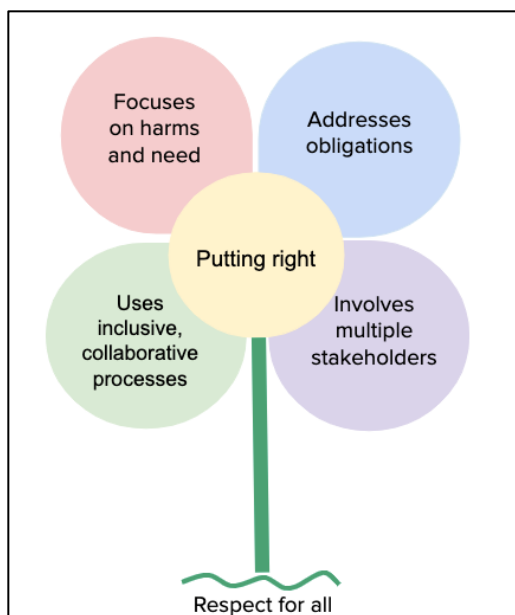 Focuses
on harms
and need
Addresses
obligations
Putting right
Uses
inclusive,
collaborative
processes
Involves
multiple
stakeholders
Respect for all